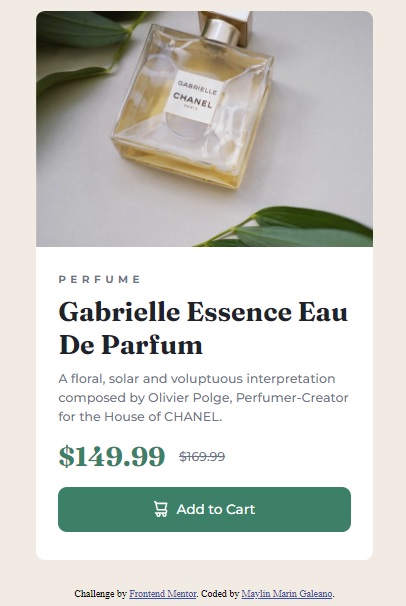 GABRIELLE
CHANEL
PARIS
PERFUME
Gabrielle Essence Eau
De Parfum
A floral, solar and voluptuous interpretation
composed by Olivier Polge, Perfumer-Creator
for the House of CHANEL.
$149.99 $169.99
Add to Cart
Challenge by Frontend Mentor. Coded by Maylin Marin Galeano.